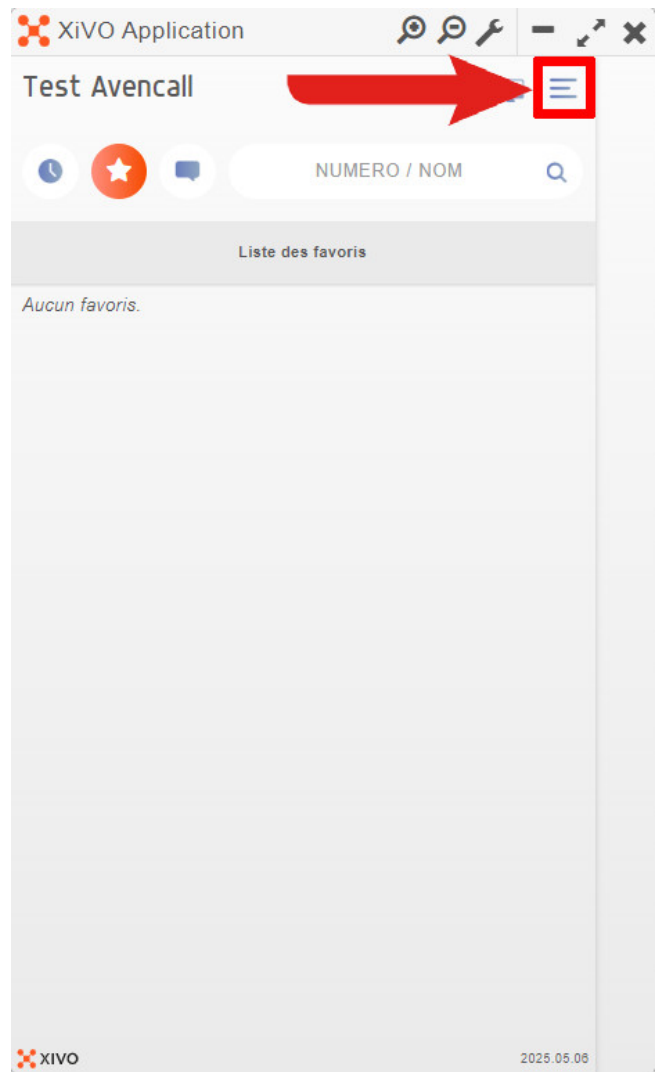 XiVO Application
Test Avencall
NUMERO / NOM
Liste des favoris
Aucun favoris.
XIVO
2025.05.06